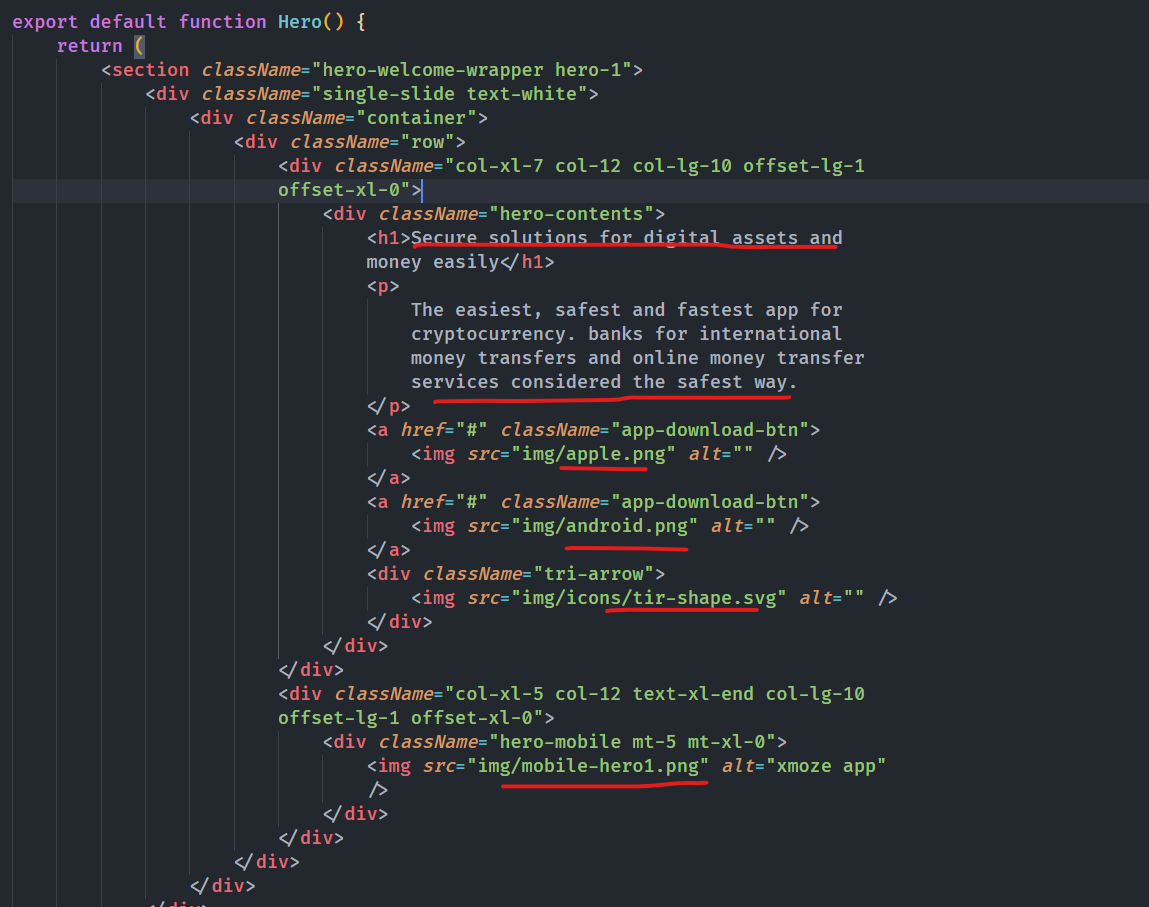 export default function Hero() {
return (
<section className="hero-welcome-wrapper hero-1">
<div className="single-slide text-white">
<div className="container">
<div className="row">
<div className="col-xl-7 col-12 col-lg-10 offset-lg-1
offset-xl-0">
<div className="hero-contents">
<h1>Secure solutions for digital assets and
money easily</h1>
<p>
The easiest, safest and fastest app for
cryptocurrency. banks for international
money transfers and online money transfer
services considered the safest way.
</p>
<a href="#" className="app-download-btn">
<img src="img/apple.png" alt="" />
</a>
<a href="#" className="app-download-btn">
<img src="img/android.png" alt="" />
</a>
<div className="tri-arrow">
<img src="img/icons/tir-shape.svg" alt="" />
</div>
</div>
</div>
<div className="col-xl-5 col-12 text-xl-end col-lg-10
offset-lg-1 offset-xl-0">
<div className="hero-mobile mt-5 mt-xl-0">
<img src="img/mobile-hero1.png" alt="xmoze app"
/>
</div>
</div>
</div>
</div>